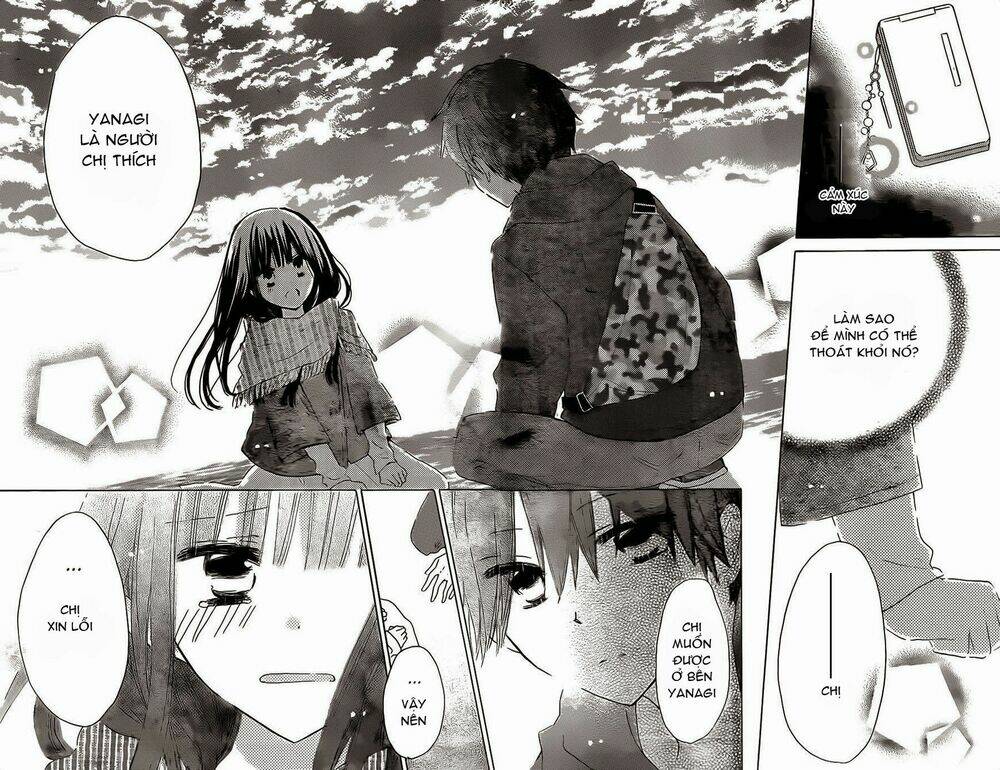 CẢM XÚC
NÀY
LÀM SAO
ĐỂ MÌNH CÓ THỂ
THOÁT KHỎI NÓ?
CHỊ
YANAGI
LÀ NGƯỜI
CHỊ THÍCH
CHỊ
MUỐN
ĐƯỢC
Ở BÊN
YANAGI
...
VẬY
NÊN
...
CHỊ
XIN LỖI